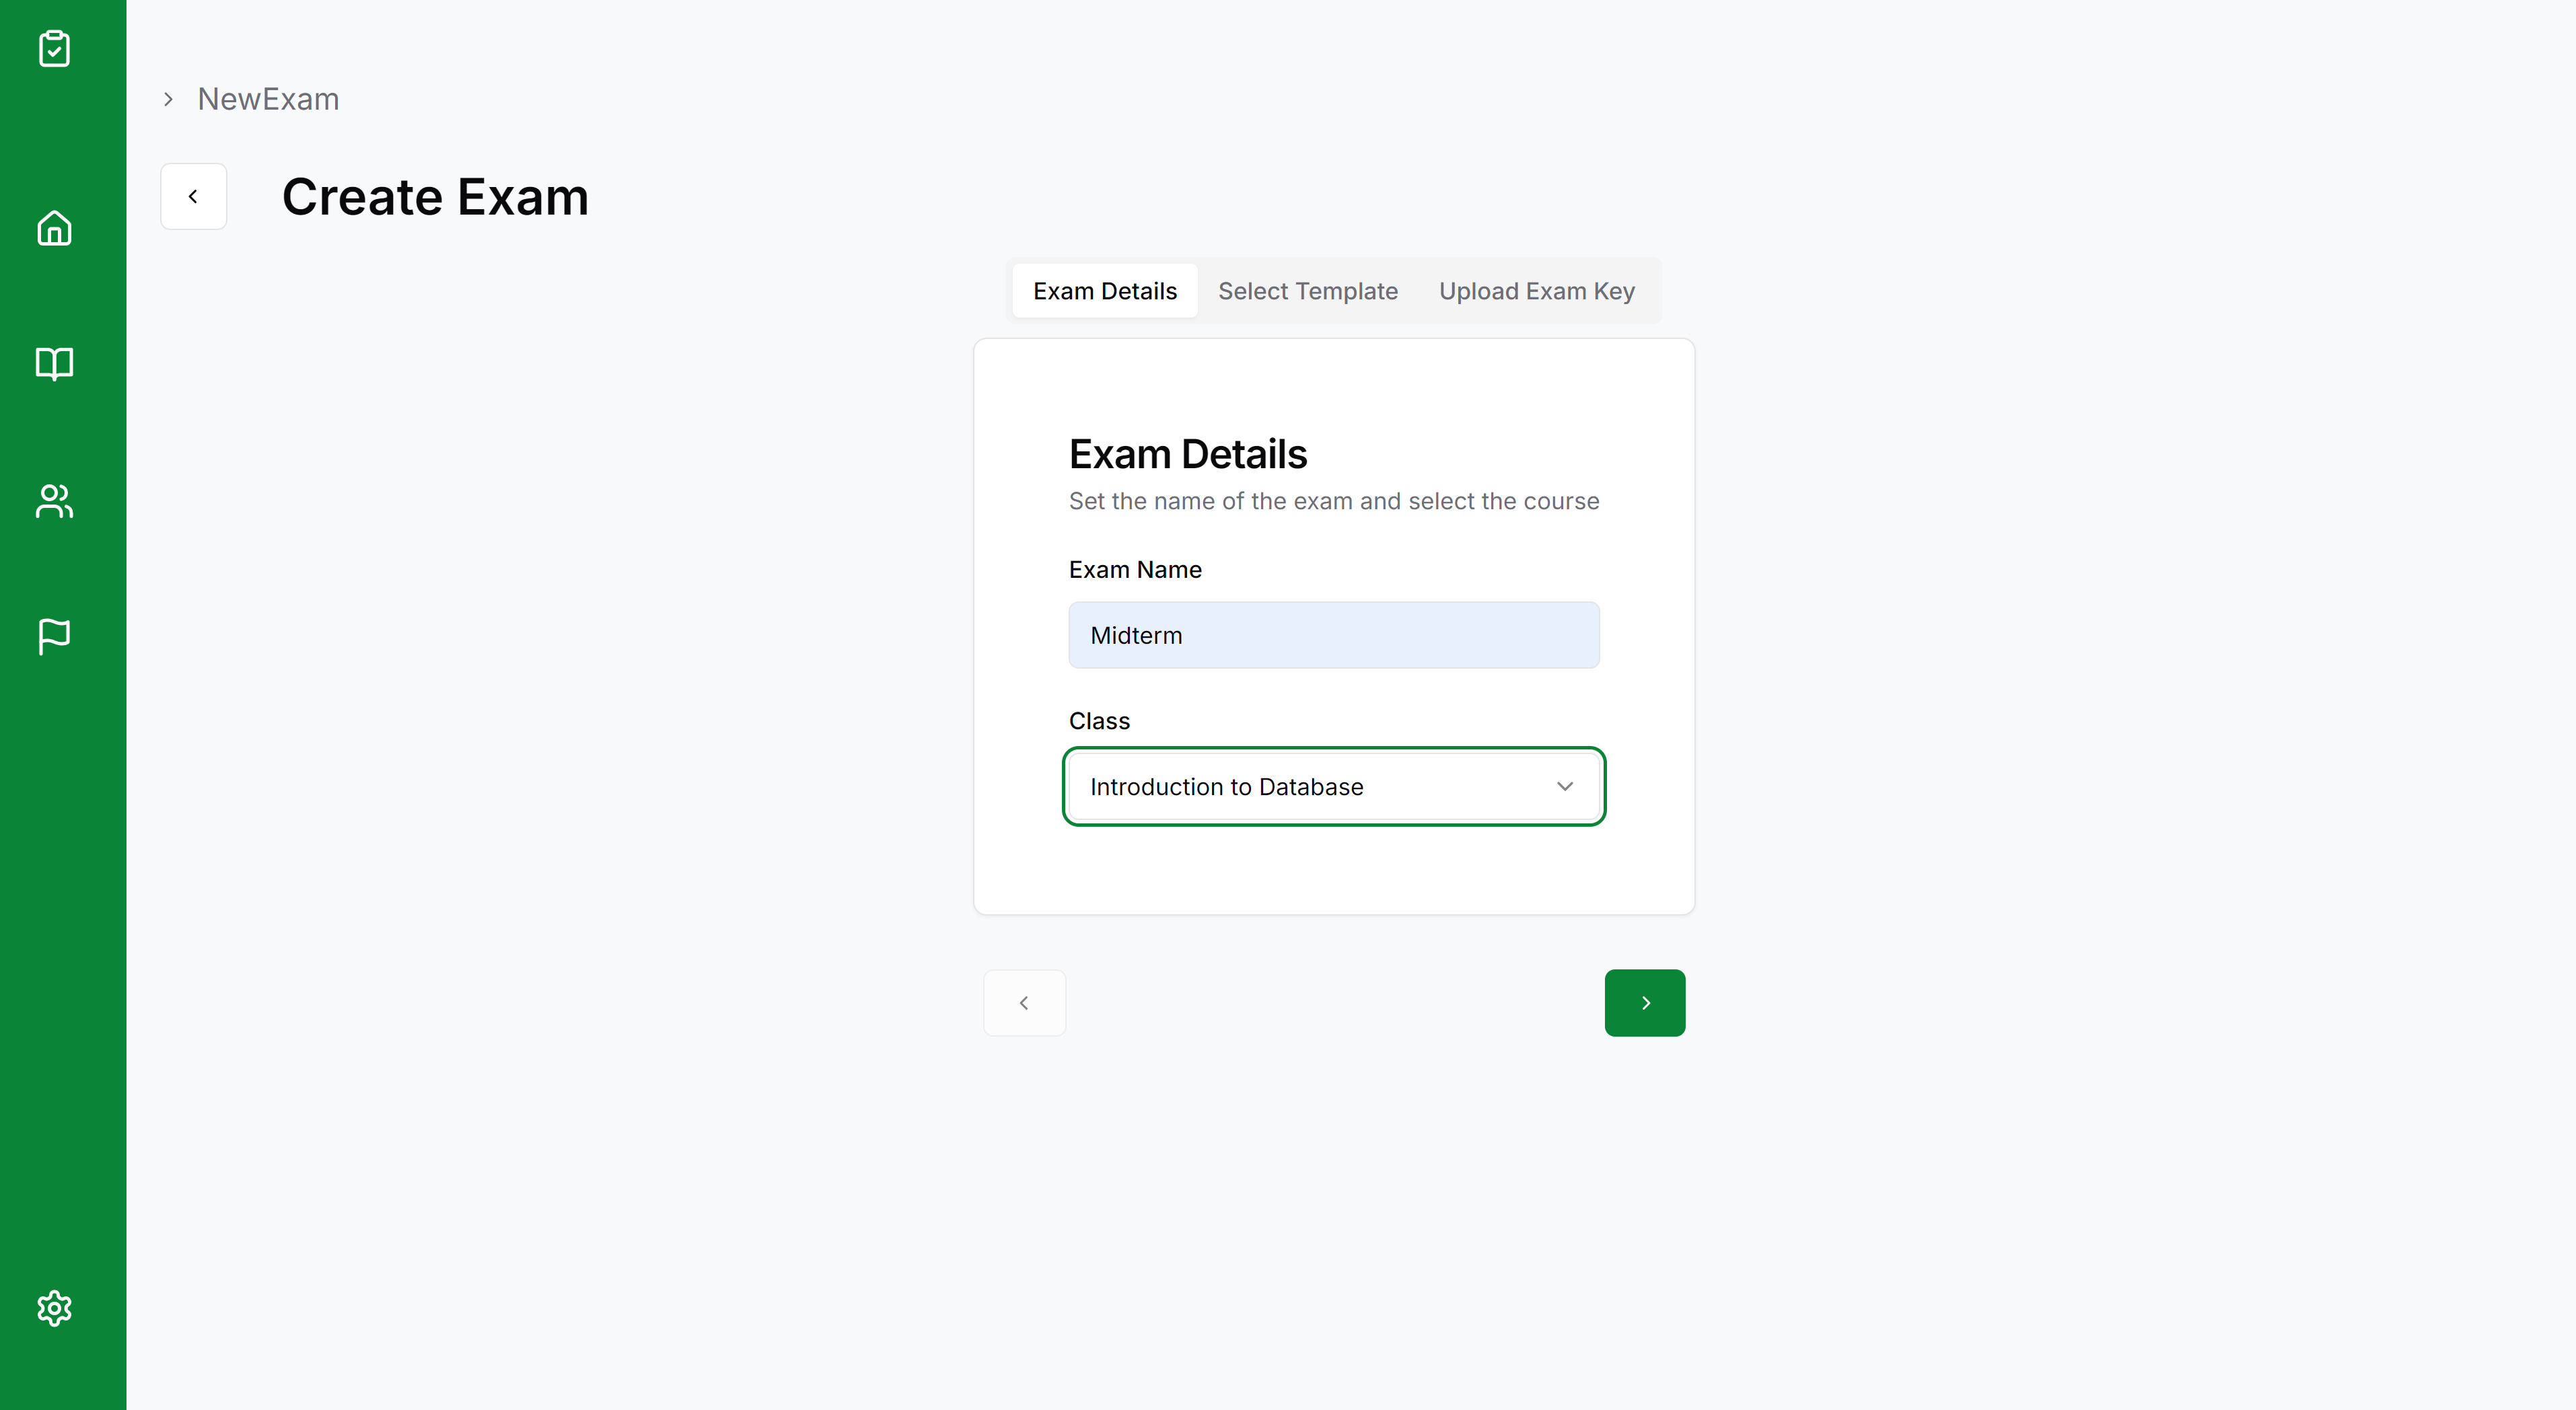 NewExam
Create Exam
Exam Details
Select Template
Upload Exam Key
Exam Details
Set the name of the exam and select the course
Exam Name
Midterm
Class
Introduction to Database